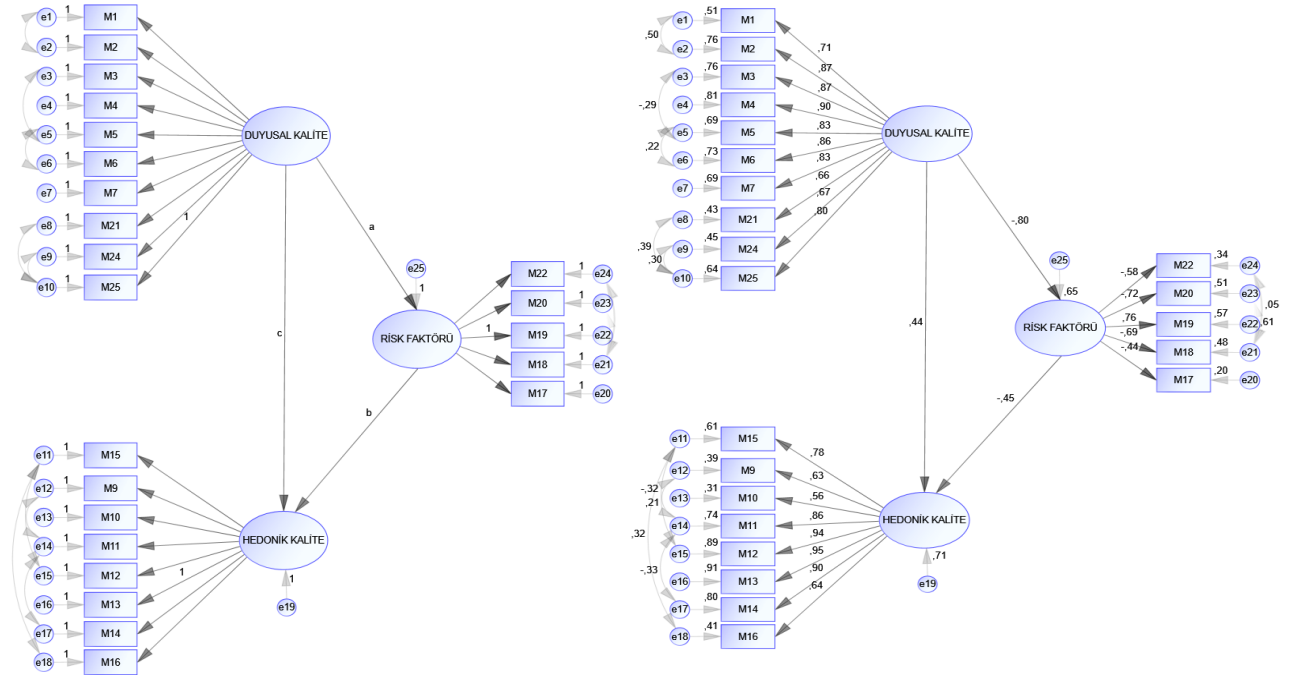 e1 1 M1
e2 1 M2
e3 1 M3
e4 1 M4
e5 1 M5
e6 1 M6
e7 1 M7
e8 1 M21
e9 1 M24
e10 1 M25
1
DUYUSAL KALİTE
a
c
b
e25
1
RİSK FAKTÖRÜ
M22 1 e24
M20 1 e23
1 M19 1 e22
M18 1 e21
M17 1 e20
e11 1 M15
e12 1 M9
e13 1 M10
e14 1 M11
e15 1 M12
e16 1 M13
e17 1 M14
e18 1 M16
1
HEDONİK KALİTE
1
e19
e1 ,51 M1
,50
e2 ,76 M2
e3 ,76 M3
-,29
e4 ,81 M4
e5 ,69 M5
,22
e6 ,73 M6
e7 ,69 M7
e8 ,43 M21
,39
e9 ,45 M24
,30
e10 ,64 M25
,71
,87
,87
,90
,83
,86
,83
,66
,67
,80
DUYUSAL KALİTE
-,80
,44
-,45
e25
,65
RİSK FAKTÖRÜ
-,58 M22 ,34 e24
-,72 M20 ,51 e23
,05
,76 M19 ,57 e22
,61
-,69 M18 ,48 e21
-,44 M17 ,20 e20
e11 ,61 M15
e12 ,39 M9
-,32
,21
e13 ,31 M10
e14 ,74 M11
,32
e15 ,89 M12
-,33
e16 ,91 M13
e17 ,80 M14
e18 ,41 M16
,78
,63
,56
,86
,94
,95
,90
,64
HEDONİK KALİTE
,71
e19